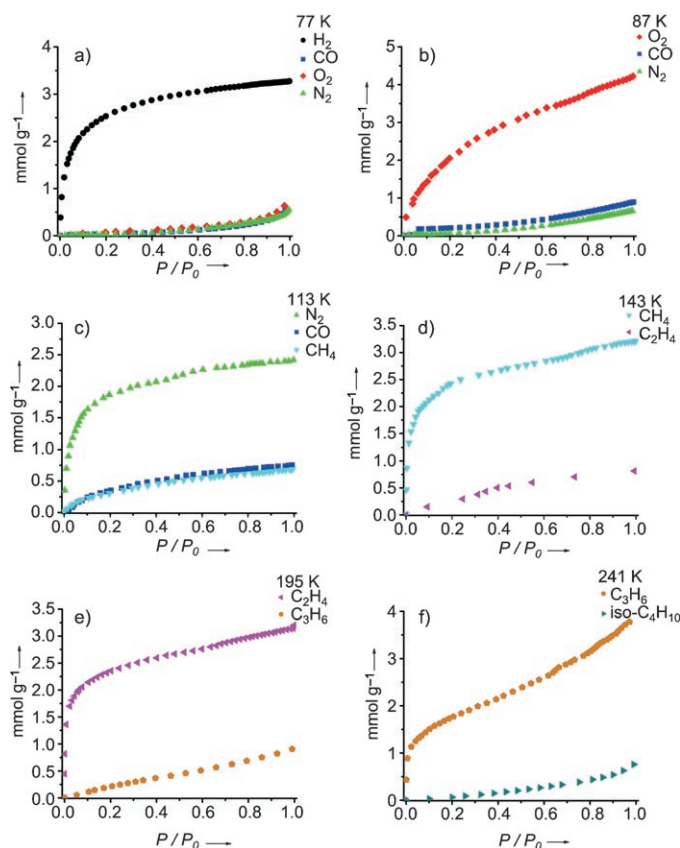 77 K
H2
CO
O2
N2
a)
4
3
2
1
0
mmol g−1
0.0 0.2 0.4 0.6 0.8 1.0
P / P0
87 K
O2
CO
N2
b)
5
4
3
2
1
0
mmol g−1
0.0 0.2 0.4 0.6 0.8 1.0
P / P0
113 K
N2
CO
CH4
c)
3.0
2.5
2.0
1.5
1.0
0.5
0.0
mmol g−1
0.0 0.2 0.4 0.6 0.8 1.0
P / P0
143 K
CH4
C2H4
d)
3.5
3.0
2.5
2.0
1.5
1.0
0.5
0.0
mmol g−1
0.0 0.2 0.4 0.6 0.8 1.0
P / P0
195 K
C2H4
C3H6
e)
3.5
3.0
2.5
2.0
1.5
1.0
0.5
0.0
mmol g−1
0.0 0.2 0.4 0.6 0.8 1.0
P / P0
241 K
C3H6
iso-C4H10
f)
4
3
2
1
0
mmol g−1
0.0 0.2 0.4 0.6 0.8 1.0
P / P0